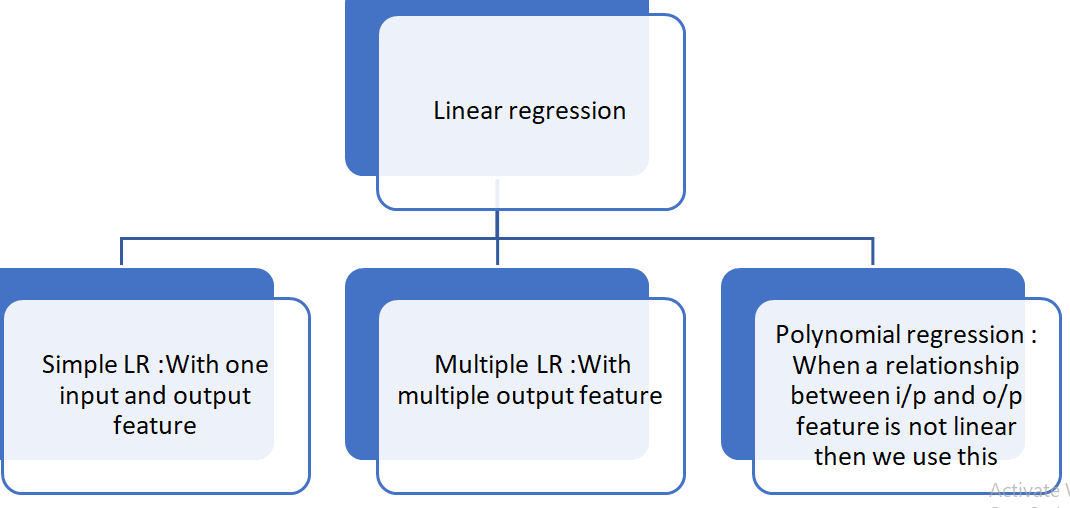 Linear regression
Simple LR :With one
input and output
feature
Multiple LR :With
multiple output feature
Polynomial regression :
When a relationship
between i/p and o/p
feature is not linear
then we use this
Activate